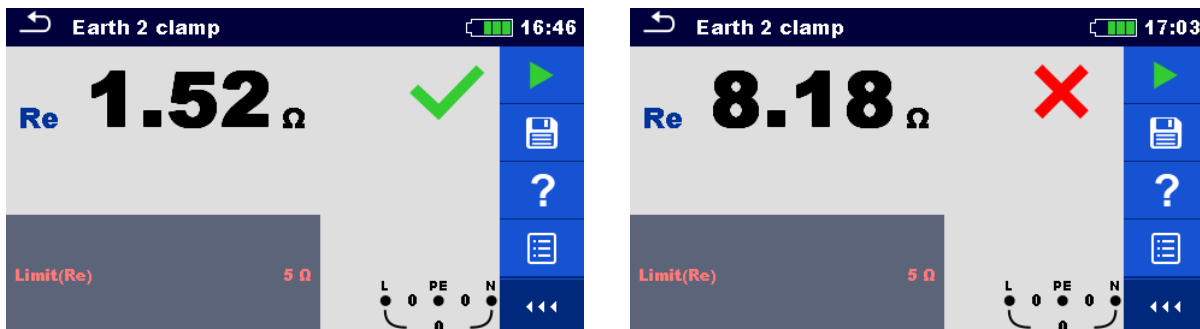 Earth 2 clamp 16:46
Re 1.52 Ω
?
Limit(Re) 5 Ω
L PE N
0 0
0
Earth 2 clamp 17:03
Re 8.18 Ω
?
Limit(Re) 5 Ω
L PE N
0 0
0